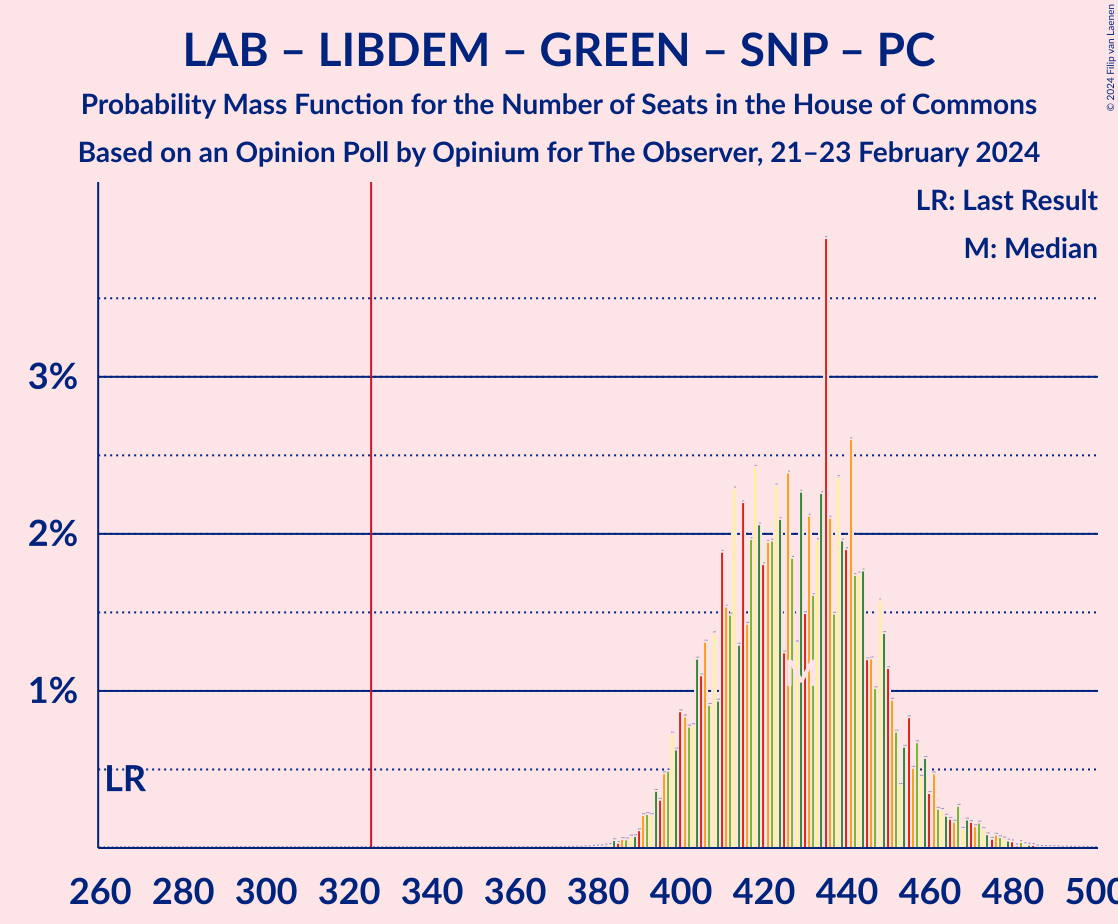 LAB – LIBDEM – GREEN – SNP – PC
Probability Mass Function for the Number of Seats in the House of Commons
Based on an Opinion Poll by Opinium for The Observer, 21–23 February 2024
© 2024 Filip van Laenen
LR: Last Result
M: Median
3%
2%
1%
LR
M
260 280 300 320 340 360 380 400 420 440 460 480 500